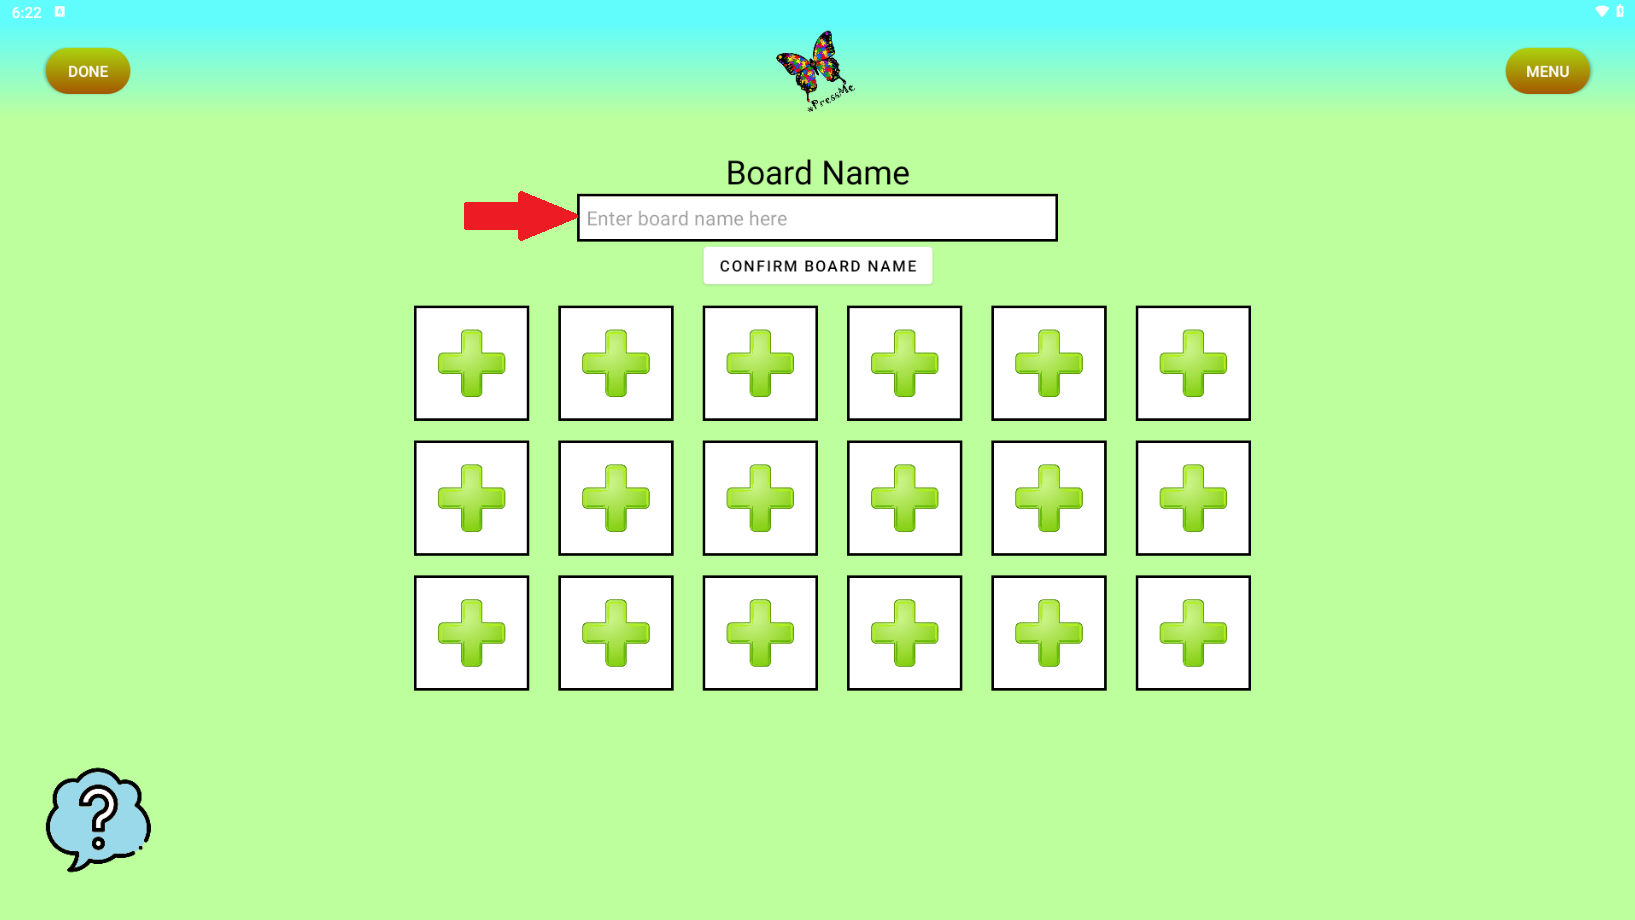 6:22
DONE
xPressMe
MENU
Board Name
Enter board name here
CONFIRM BOARD NAME
?